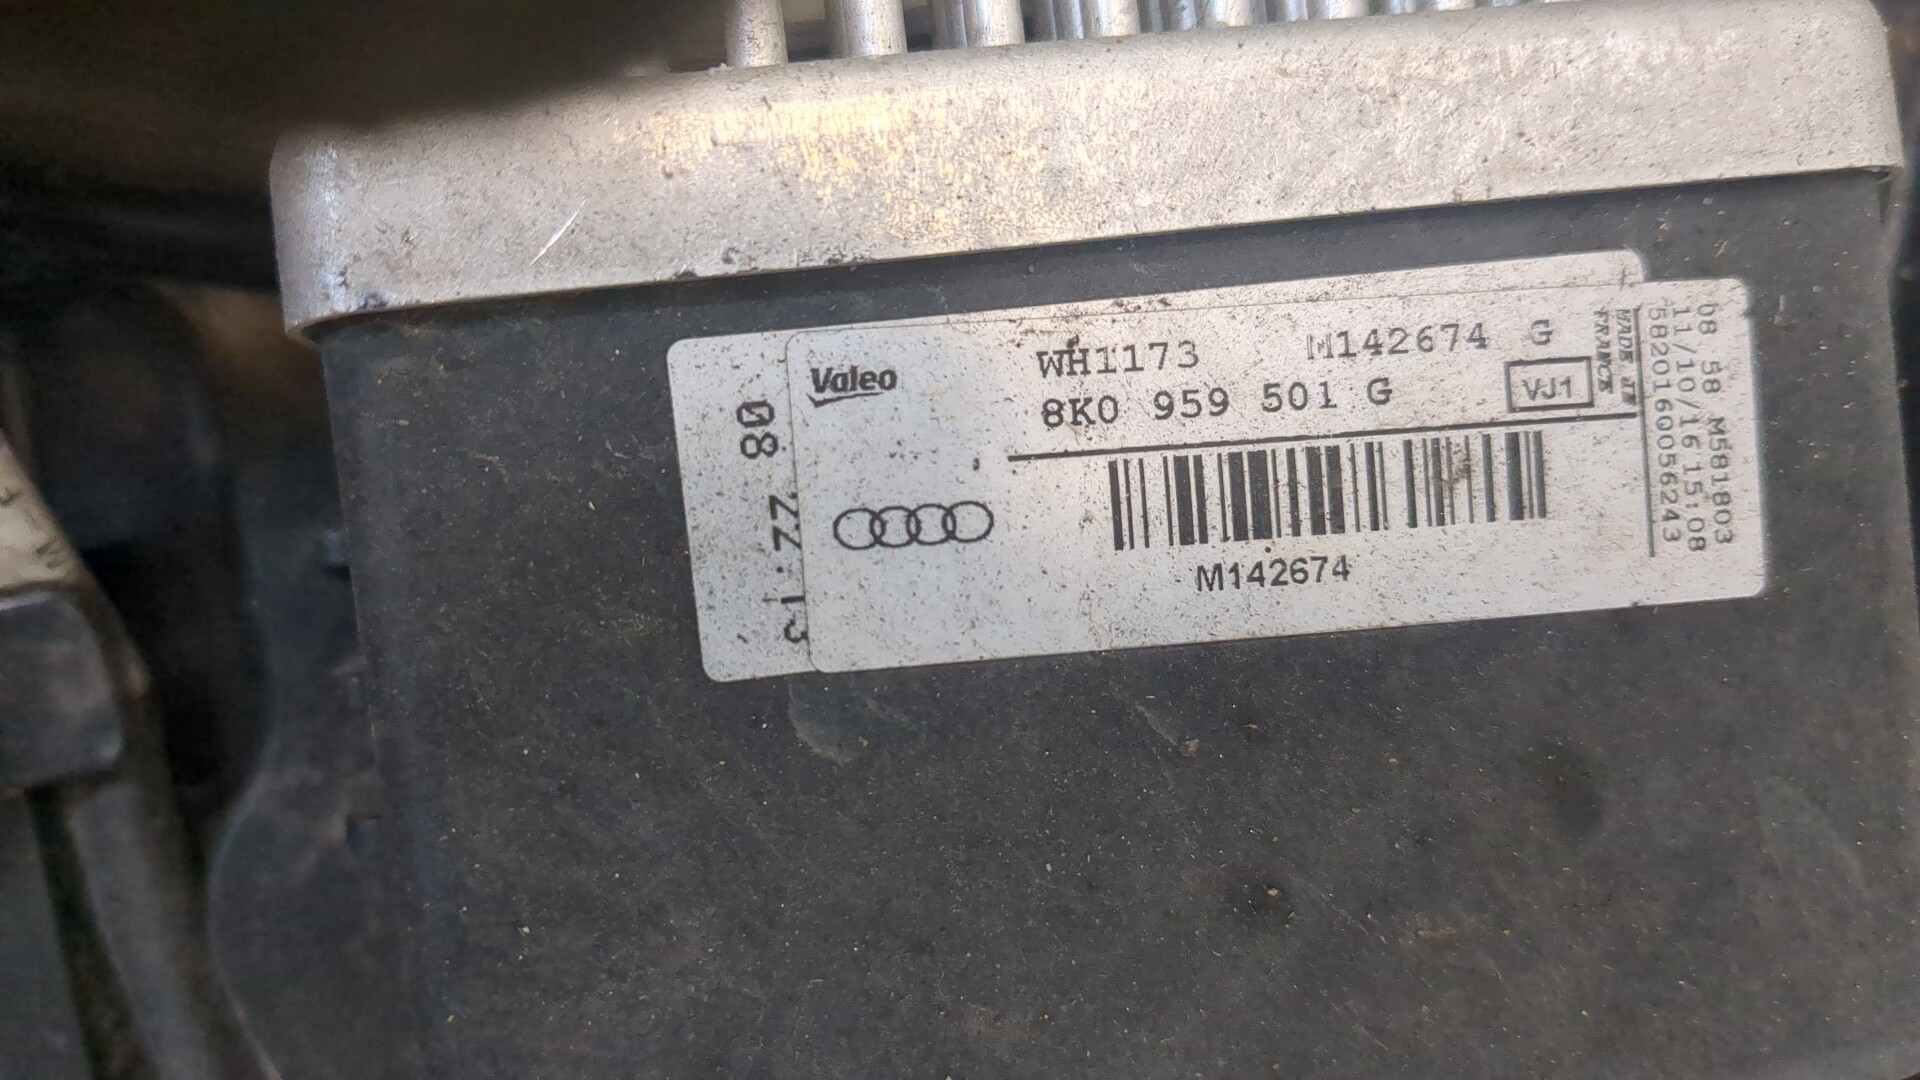 Valeo
WH1173 M142674 G
8K0 959 501 G
VJ1
MADE IN
FRANCE
M142674
08 58 M581803
11/10/16 15:08
5820160056243
08